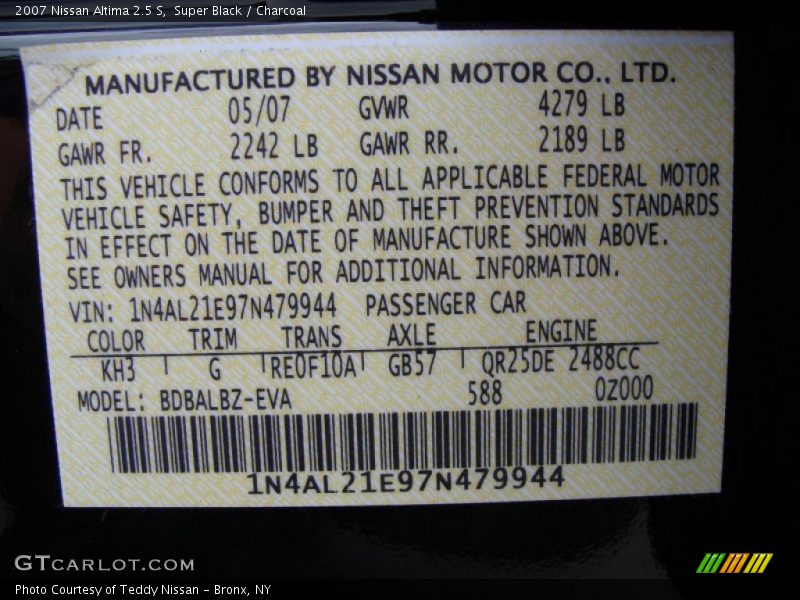 2007 Nissan Altima 2.5 S, Super Black / Charcoal
MANUFACTURED BY NISSAN MOTOR CO., LTD.
DATE 05/07 GVWR 4279 LB
GAWR FR. 2242 LB GAWR RR. 2189 LB
THIS VEHICLE CONFORMS TO ALL APPLICABLE FEDERAL MOTOR
VEHICLE SAFETY, BUMPER AND THEFT PREVENTION STANDARDS
IN EFFECT ON THE DATE OF MANUFACTURE SHOWN ABOVE.
SEE OWNERS MANUAL FOR ADDITIONAL INFORMATION.
VIN: 1N4AL21E97N479944 PASSENGER CAR
COLOR TRIM TRANS AXLE ENGINE
KH3 G RE0F10A GB57 QR25DE 2488CC
MODEL: BDBALBZ-EVA 588 0Z000
1N4AL21E97N479944
GTCARLOT.COM
Photo Courtesy of Teddy Nissan - Bronx, NY